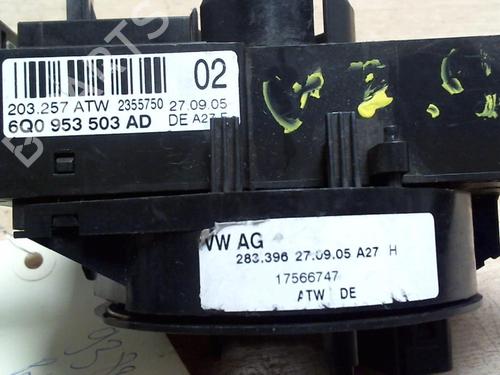 02
203.257 ATW 2355750 27.09.05
6Q0 953 503 AD DE A27
VW AG
283.396 27.09.05 A27 H
17566747
ATW DE